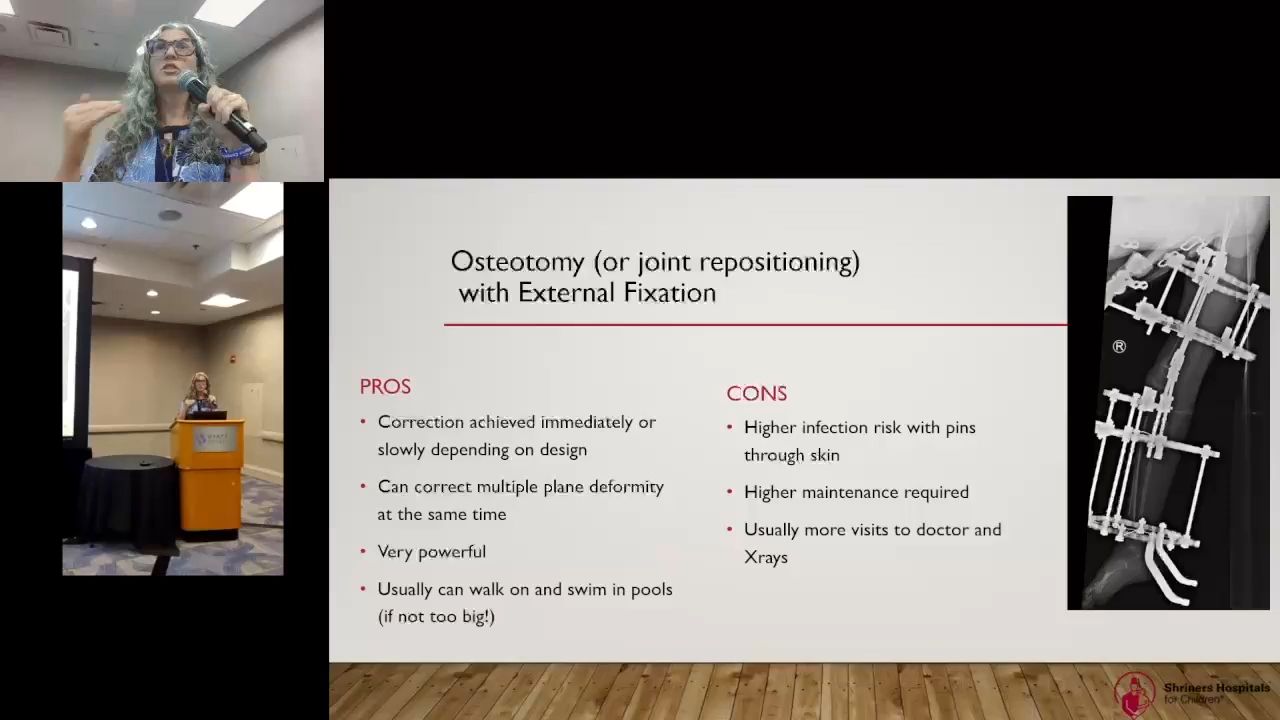 Osteotomy (or joint repositioning)
with External Fixation
PROS
• Correction achieved immediately or
slowly depending on design
• Can correct multiple plane deformity
at the same time
• Very powerful
• Usually can walk on and swim in pools
(if not too big!)
CONS
• Higher infection risk with pins
through skin
• Higher maintenance required
• Usually more visits to doctor and
Xrays
R
Shriners Hospitals
for Children®